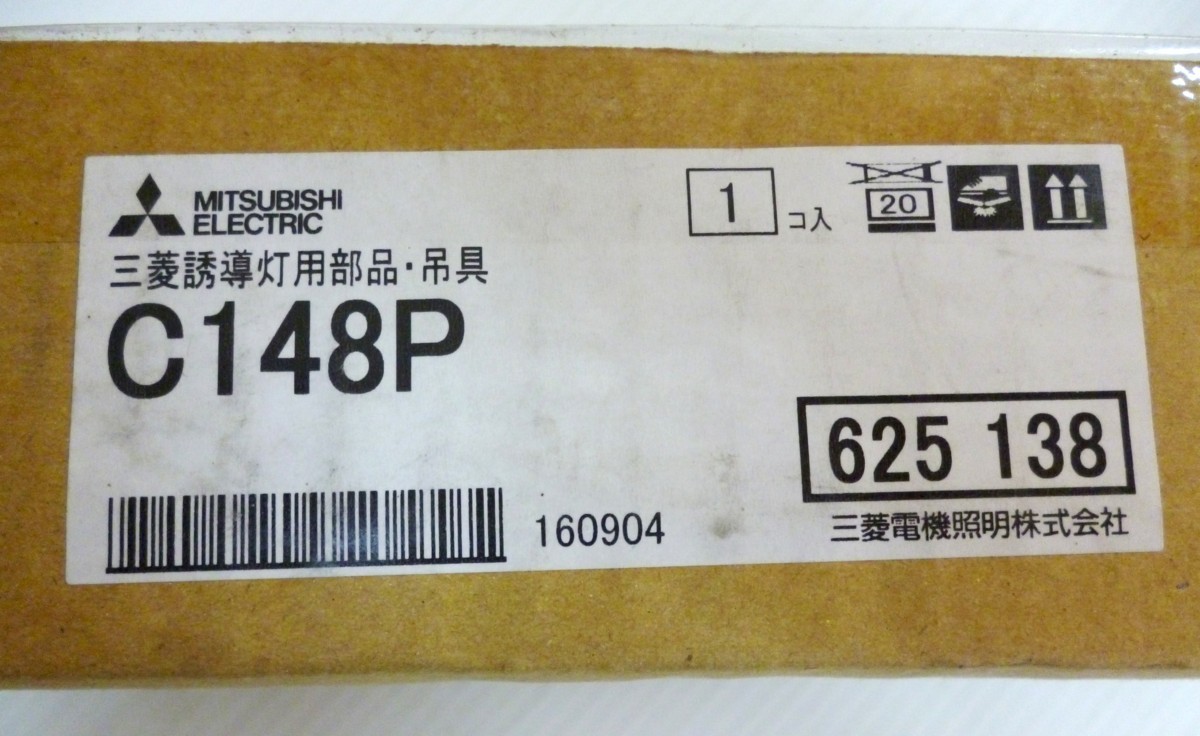 MITSUBISHI
ELECTRIC
1 コ入
20
三菱誘導灯用部品・吊具
C148P
625 138
160904
三菱電機照明株式会社